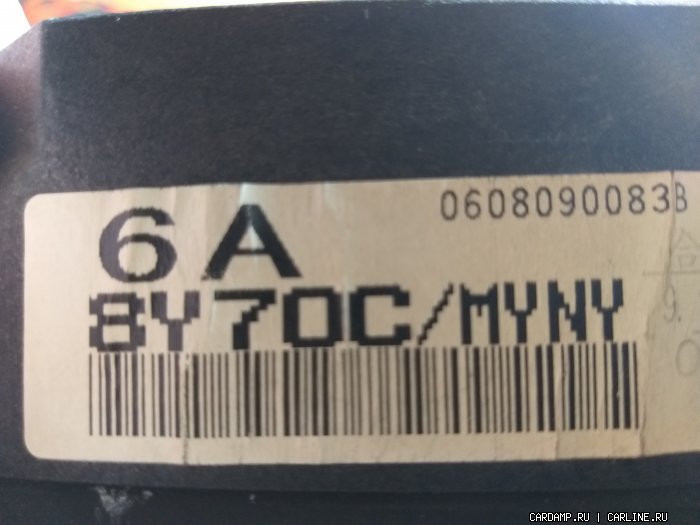 0608090083B
6A
8Y70C/MYNY
CARDAMP.RU | CARLINE.RU